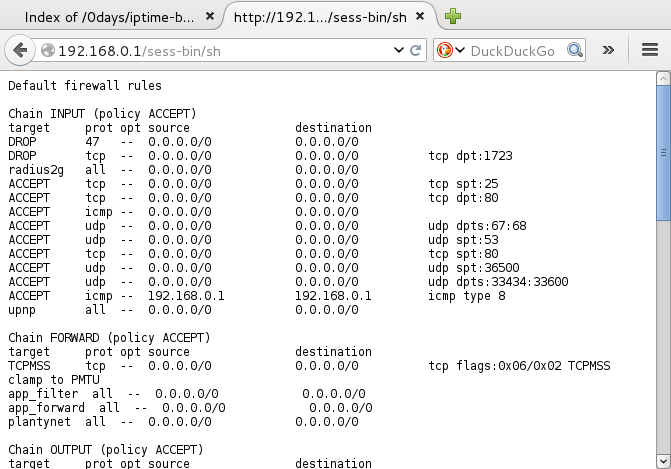 Index of /0days/iptime-b... × http://192.1.../sess-bin/sh ×
192.168.0.1/sess-bin/sh DuckDuckGo »
Default firewall rules
Chain INPUT (policy ACCEPT)
target     prot opt source               destination
DROP       47   --  0.0.0.0/0            0.0.0.0/0
DROP       tcp  --  0.0.0.0/0            0.0.0.0/0          tcp dpt:1723
radius2g   all  --  0.0.0.0/0            0.0.0.0/0
ACCEPT     tcp  --  0.0.0.0/0            0.0.0.0/0          tcp spt:25
ACCEPT     tcp  --  0.0.0.0/0            0.0.0.0/0          tcp dpt:80
ACCEPT     icmp --  0.0.0.0/0            0.0.0.0/0
ACCEPT     udp  --  0.0.0.0/0            0.0.0.0/0          udp dpts:67:68
ACCEPT     udp  --  0.0.0.0/0            0.0.0.0/0          udp spt:53
ACCEPT     tcp  --  0.0.0.0/0            0.0.0.0/0          tcp spt:80
ACCEPT     udp  --  0.0.0.0/0            0.0.0.0/0          udp spt:36500
ACCEPT     udp  --  0.0.0.0/0            0.0.0.0/0          udp dpts:33434:33600
ACCEPT     icmp --  192.168.0.1          192.168.0.1        icmp type 8
upnp       all  --  0.0.0.0/0            0.0.0.0/0
Chain FORWARD (policy ACCEPT)
target     prot opt source               destination
TCPMSS     tcp  --  0.0.0.0/0            0.0.0.0/0          tcp flags:0x06/0x02 TCPMSS
clamp to PMTU
app_filter  all  --  0.0.0.0/0            0.0.0.0/0
app_forward  all  --  0.0.0.0/0            0.0.0.0/0
plantynet  all  --  0.0.0.0/0            0.0.0.0/0
Chain OUTPUT (policy ACCEPT)
target     prot opt source               destination